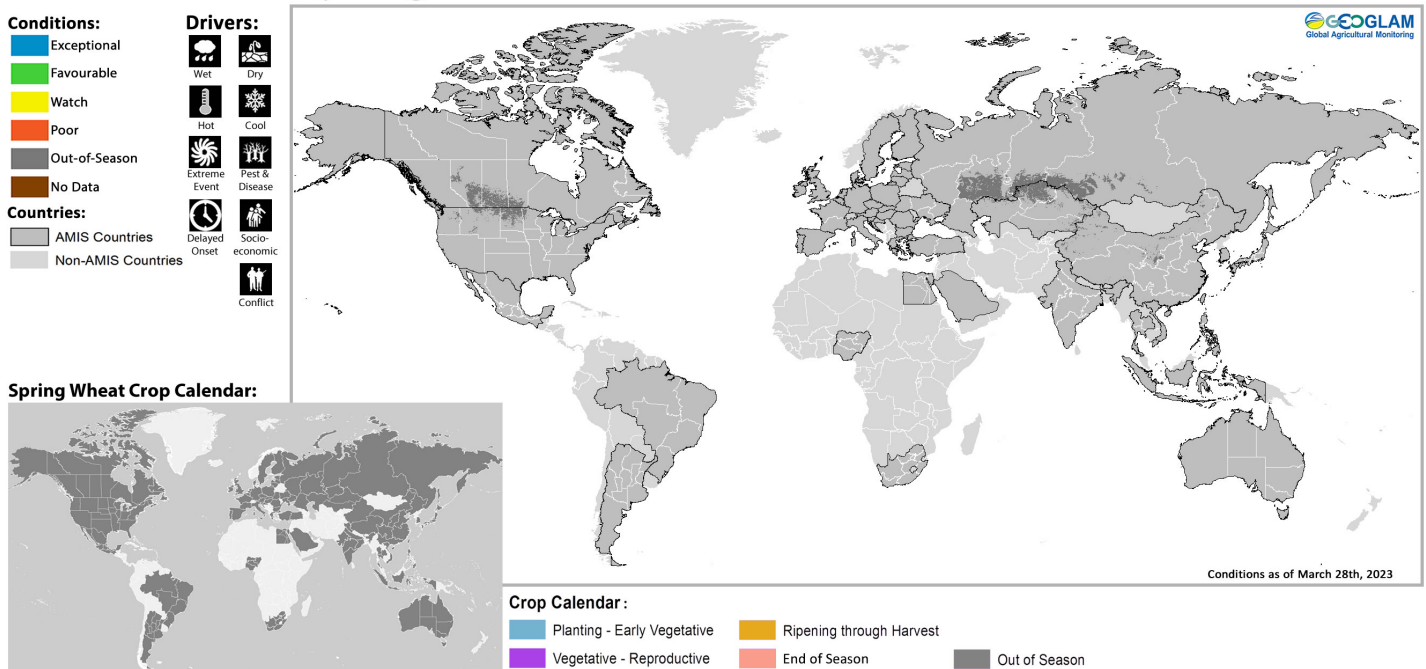 Conditions:
Exceptional
Favourable
Watch
Poor
Out-of-Season
No Data
Countries:
AMIS Countries
Non-AMIS Countries
Drivers:
Wet
Dry
Hot
Cool
Extreme
Event
Pest &
Disease
Delayed
Onset
Socio-
economic
Conflict
GEOGLAM
Global Agricultural Monitoring
Conditions as of March 28th, 2023
Spring Wheat Crop Calendar:
Crop Calendar :
Planting - Early Vegetative
Ripening through Harvest
Vegetative - Reproductive
End of Season
Out of Season